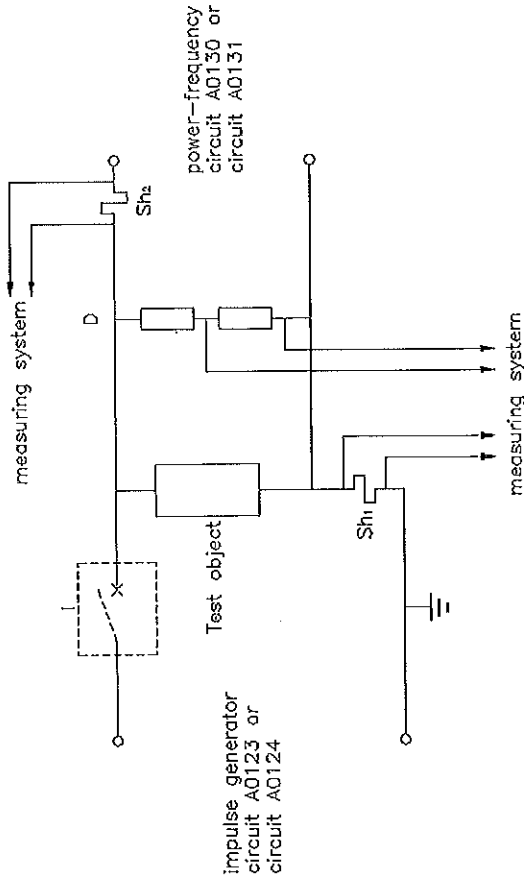 measuring system
Sh2
power-frequency
circuit A0130 or
circuit A0131
D
I
Test object
impulse generator
circuit A0123 or
circuit A0124
Sh1
measuring system